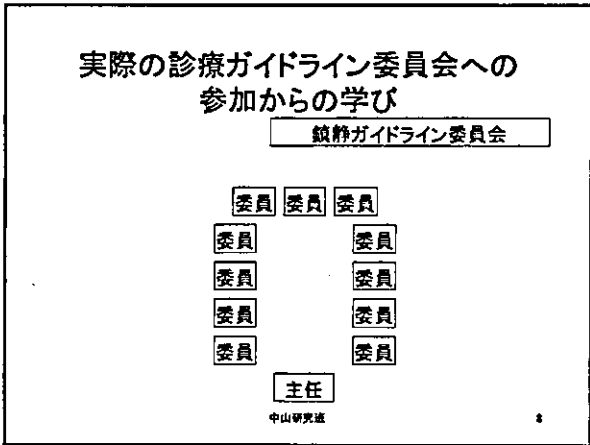 実際の診療ガイドライン委員会への
参加からの学び
鎮静ガイドライン委員会
委員 委員 委員
委員 委員
委員 委員
委員 委員
委員 委員
主任
中山研究班
8